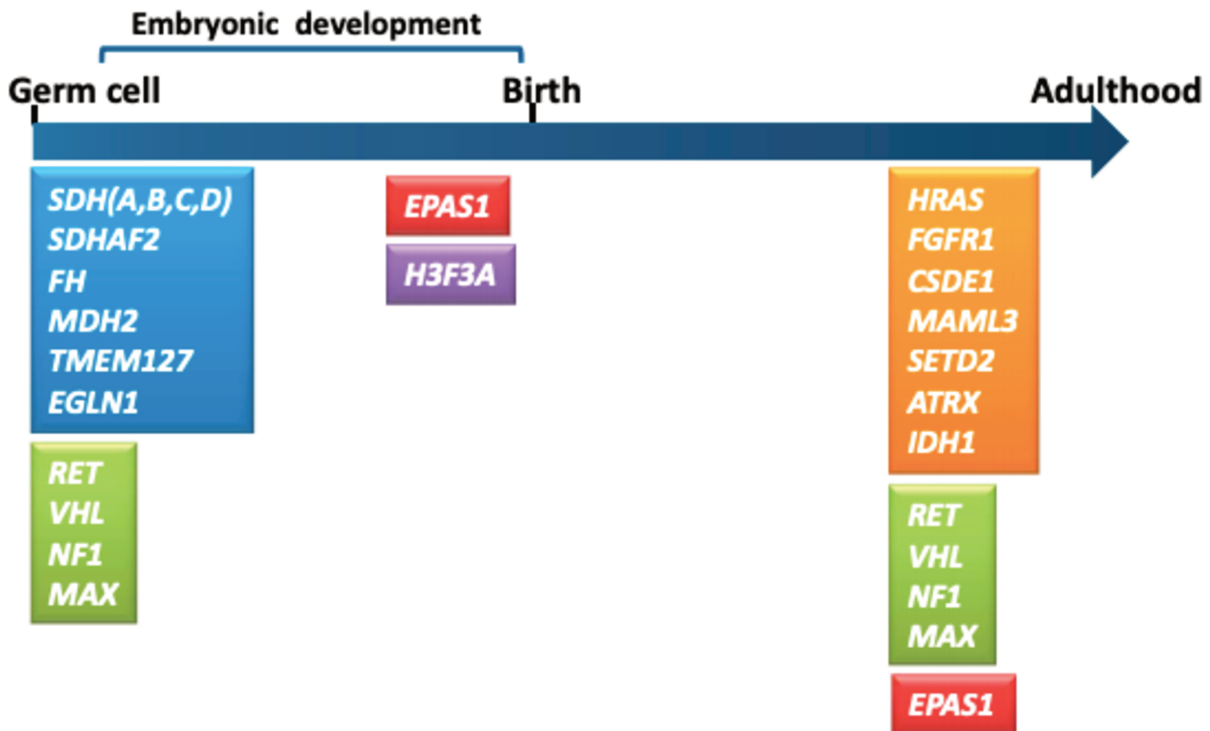 Embryonic development
Germ cell
Birth
Adulthood
SDH(A,B,C,D)
SDHAF2
FH
MDH2
TMEM127
EGLN1
RET
VHL
NF1
MAX
EPAS1
H3F3A
HRAS
FGFR1
CSDE1
MAML3
SETD2
ATRX
IDH1
RET
VHL
NF1
MAX
EPAS1